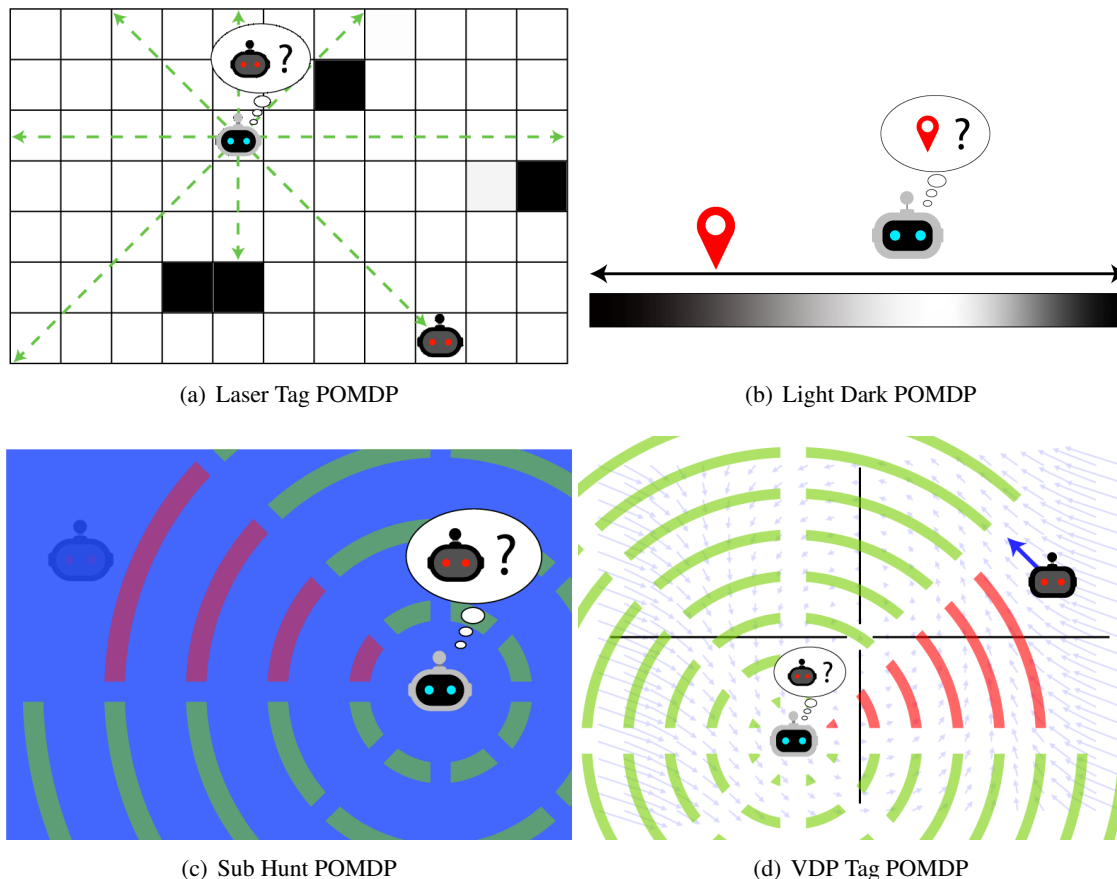 ?
?
(a) Laser Tag POMDP
(b) Light Dark POMDP
?
?
(c) Sub Hunt POMDP
(d) VDP Tag POMDP